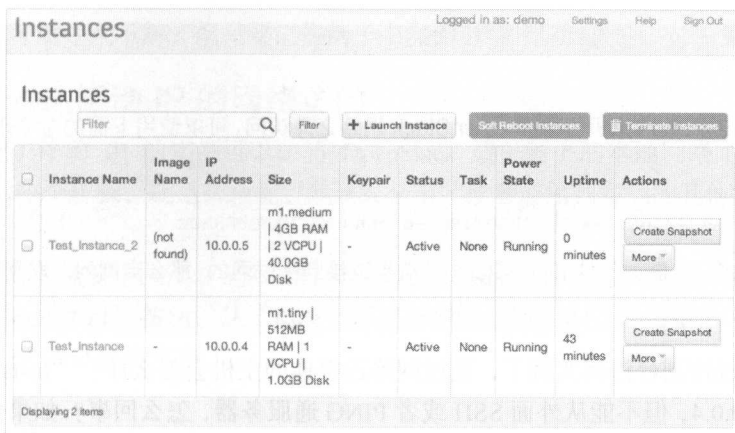 Instances
Logged in as: demo Settings Help Sign Out
Instances
Filter Filter + Launch Instance Soft Reboot Instances Terminate Instances
Instance Name Image Name IP Address Size Keypair Status Task Power State Uptime Actions
Test_Instance_2 (not found) 10.0.0.5 m1.medium | 4GB RAM | 2 VCPU | 40.0GB Disk - Active None Running 0 minutes Create Snapshot More
Test_Instance - 10.0.0.4 m1.tiny | 512MB RAM | 1 VCPU | 1.0GB Disk - Active None Running 43 minutes Create Snapshot More
Displaying 2 items